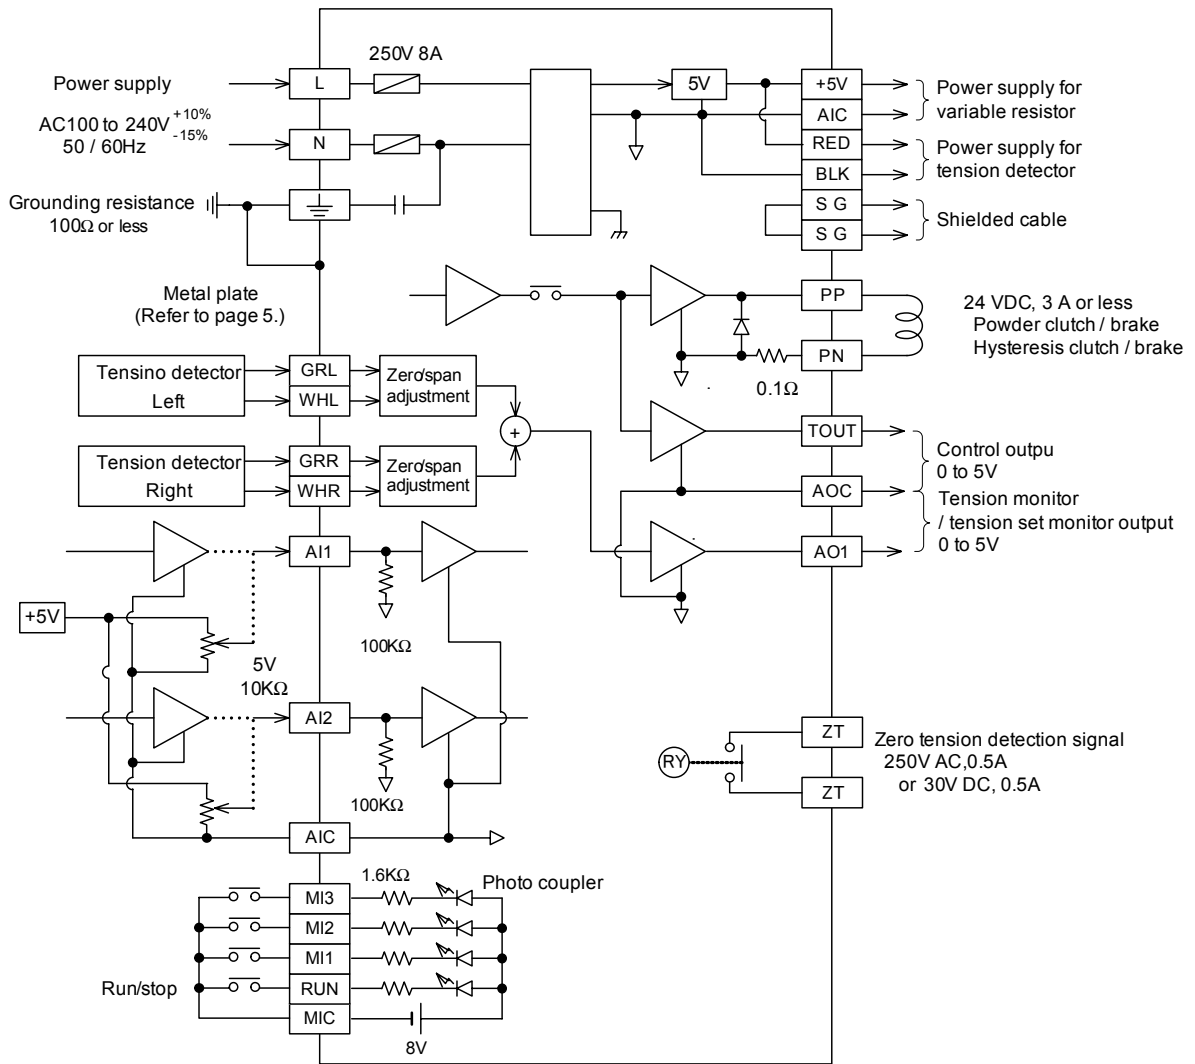 250V 8A
Power supply
L
5V
+5V
Power supply for
variable resistor
AC100 to 240V +10% -15%
50 / 60Hz
N
AIC
RED
Power supply for
tension detector
BLK
Grounding resistance
100Ω or less
S G
S G
Shielded cable
Metal plate
(Refer to page 5.)
PP
PN
0.1Ω
24 VDC, 3 A or less
Powder clutch / brake
Hysteresis clutch / brake
Tensino detector
Left
GRL
WHL
Zero/span
adjustment
+
Tension detector
Right
GRR
WHR
Zero/span
adjustment
TOUT
Control outpu
0 to 5V
AOC
Tension monitor
/ tension set monitor output
0 to 5V
AO1
AI1
+5V
100KΩ
5V
10KΩ
AI2
100KΩ
AIC
RY
ZT
ZT
Zero tension detection signal
250V AC,0.5A
or 30V DC, 0.5A
1.6KΩ
Photo coupler
MI3
MI2
MI1
Run/stop
RUN
MIC
8V